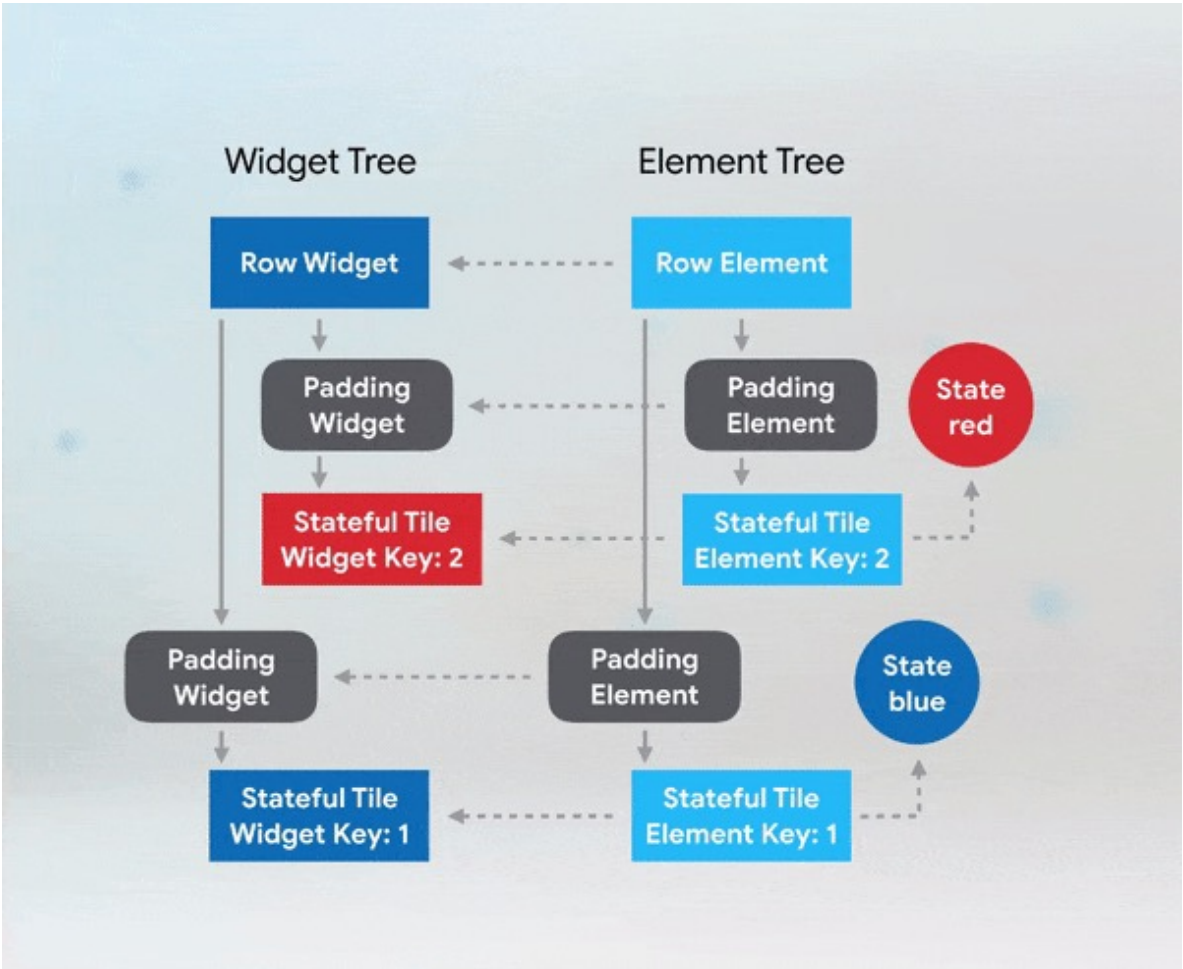 Widget Tree
Element Tree
Row Widget
Row Element
Padding
Widget
Padding
Element
State
red
Stateful Tile
Widget Key: 2
Stateful Tile
Element Key: 2
Padding
Widget
Padding
Element
State
blue
Stateful Tile
Widget Key: 1
Stateful Tile
Element Key: 1